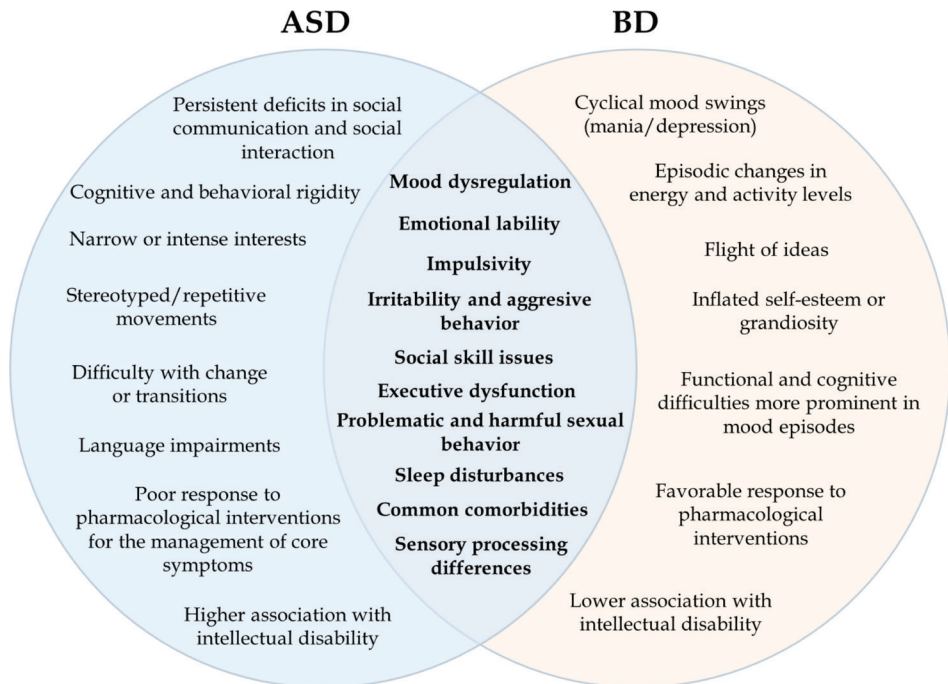 ASD
BD
Persistent deficits in social
communication and social
interaction
Cognitive and behavioral rigidity
Narrow or intense interests
Stereotyped/repetitive
movements
Difficulty with change
or transitions
Language impairments
Poor response to
pharmacological interventions
for the management of core
symptoms
Higher association with
intellectual disability
Mood dysregulation
Emotional lability
Impulsivity
Irritability and aggresive
behavior
Social skill issues
Executive dysfunction
Problematic and harmful sexual
behavior
Sleep disturbances
Common comorbidities
Sensory processing
differences
Cyclical mood swings
(mania/depression)
Episodic changes in
energy and activity levels
Flight of ideas
Inflated self-esteem or
grandiosity
Functional and cognitive
difficulties more prominent in
mood episodes
Favorable response to
pharmacological
interventions
Lower association with
intellectual disability